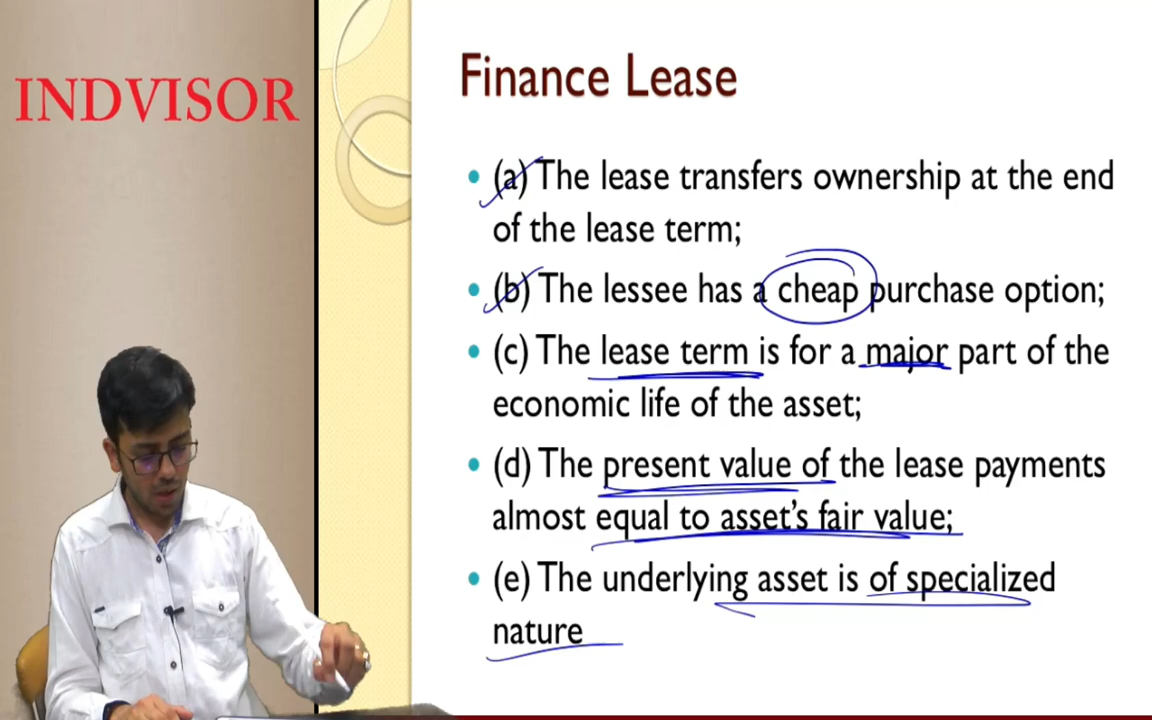 INDVISOR
Finance Lease
• (a) The lease transfers ownership at the end
of the lease term;
• (b) The lessee has a cheap purchase option;
• (c) The lease term is for a major part of the
economic life of the asset;
• (d) The present value of the lease payments
almost equal to asset's fair value;
• (e) The underlying asset is of specialized
nature